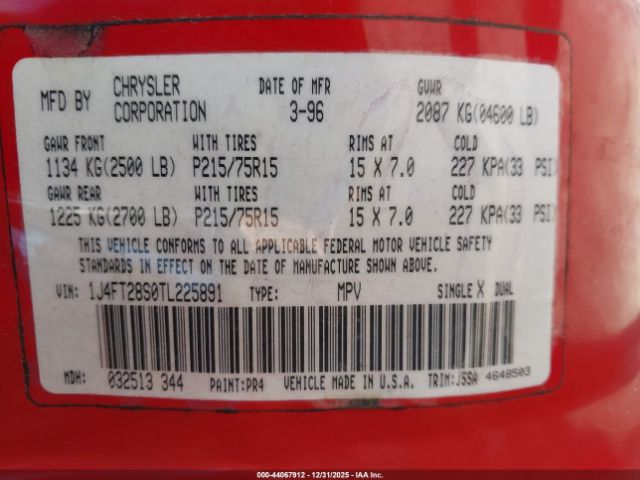 MFD BY CHRYSLER CORPORATION DATE OF MFR 3-96 GVWR 2087 KG(04600 LB)
GAWR FRONT WITH TIRES RIMS AT COLD
1134 KG(2500 LB) P215/75R15 15 X 7.0 227 KPA(33 PSI)
GAWR REAR WITH TIRES RIMS AT COLD
1225 KG(2700 LB) P215/75R15 15 X 7.0 227 KPA(33 PSI)
THIS VEHICLE CONFORMS TO ALL APPLICABLE FEDERAL MOTOR VEHICLE SAFETY
STANDARDS IN EFFECT ON THE DATE OF MANUFACTURE SHOWN ABOVE.
VIN: 1J4FT28S0TL225891 TYPE: MPV SINGLE X DUAL
MDH: 032513 344 PAINT:PR4 VEHICLE MADE IN U.S.A. TRIM:JSSA 4648503
000-44067912 - 12/31/2025 - IAA Inc.